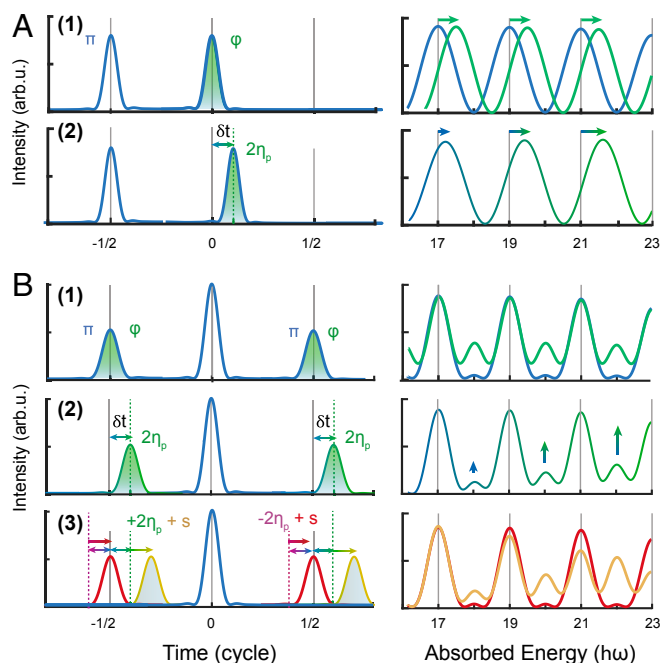 A
(1)
π
φ
(2)
δt
2ηp
-1/2
0
1/2
17
19
21
23
Intensity (arb.u.)
B
(1)
π
φ
π
φ
(2)
δt
2ηp
δt
2ηp
(3)
+2ηp + s
-2ηp + s
-1/2
0
1/2
17
19
21
23
Intensity (arb.u.)
Time (cycle)
Absorbed Energy (ħω)